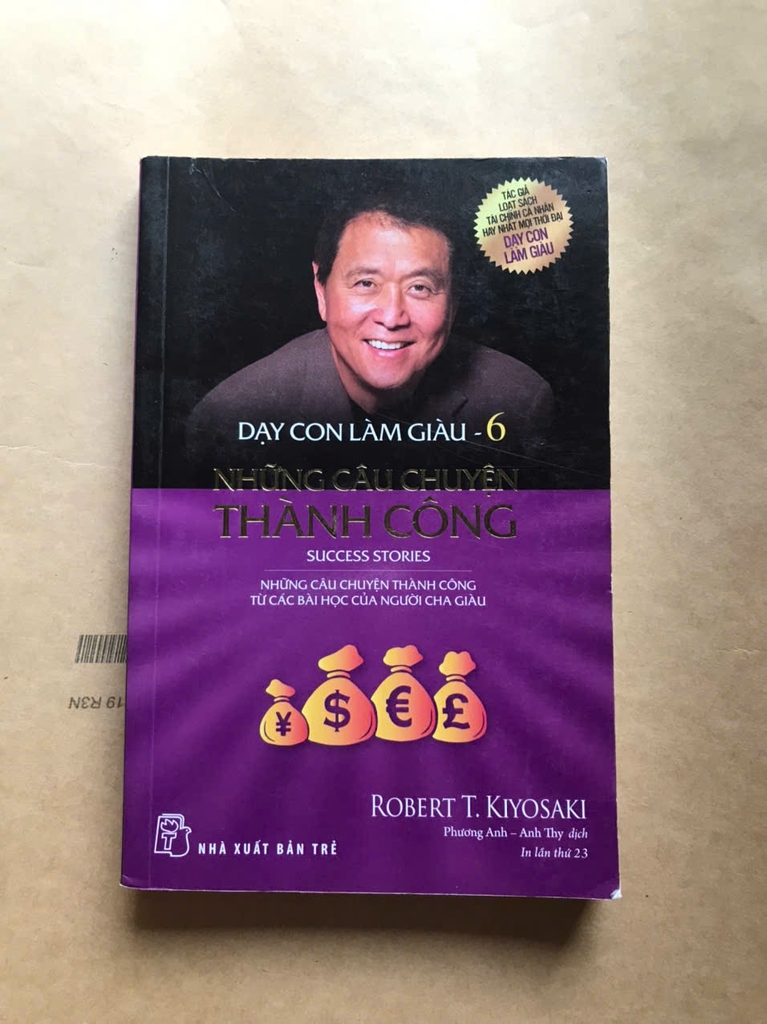 TÁC GIẢ
LOẠT SÁCH
TÀI CHÍNH CÁ NHÂN
HAY NHẤT MỌI THỜI ĐẠI
DẠY CON
LÀM GIÀU
DẠY CON LÀM GIÀU - 6
NHỮNG CÂU CHUYỆN
THÀNH CÔNG
SUCCESS STORIES
NHỮNG CÂU CHUYỆN THÀNH CÔNG
TỪ CÁC BÀI HỌC CỦA NGƯỜI CHA GIÀU
¥ $ € £
ROBERT T. KIYOSAKI
Phương Anh – Anh Thy dịch
In lần thứ 23
NHÀ XUẤT BẢN TRẺ